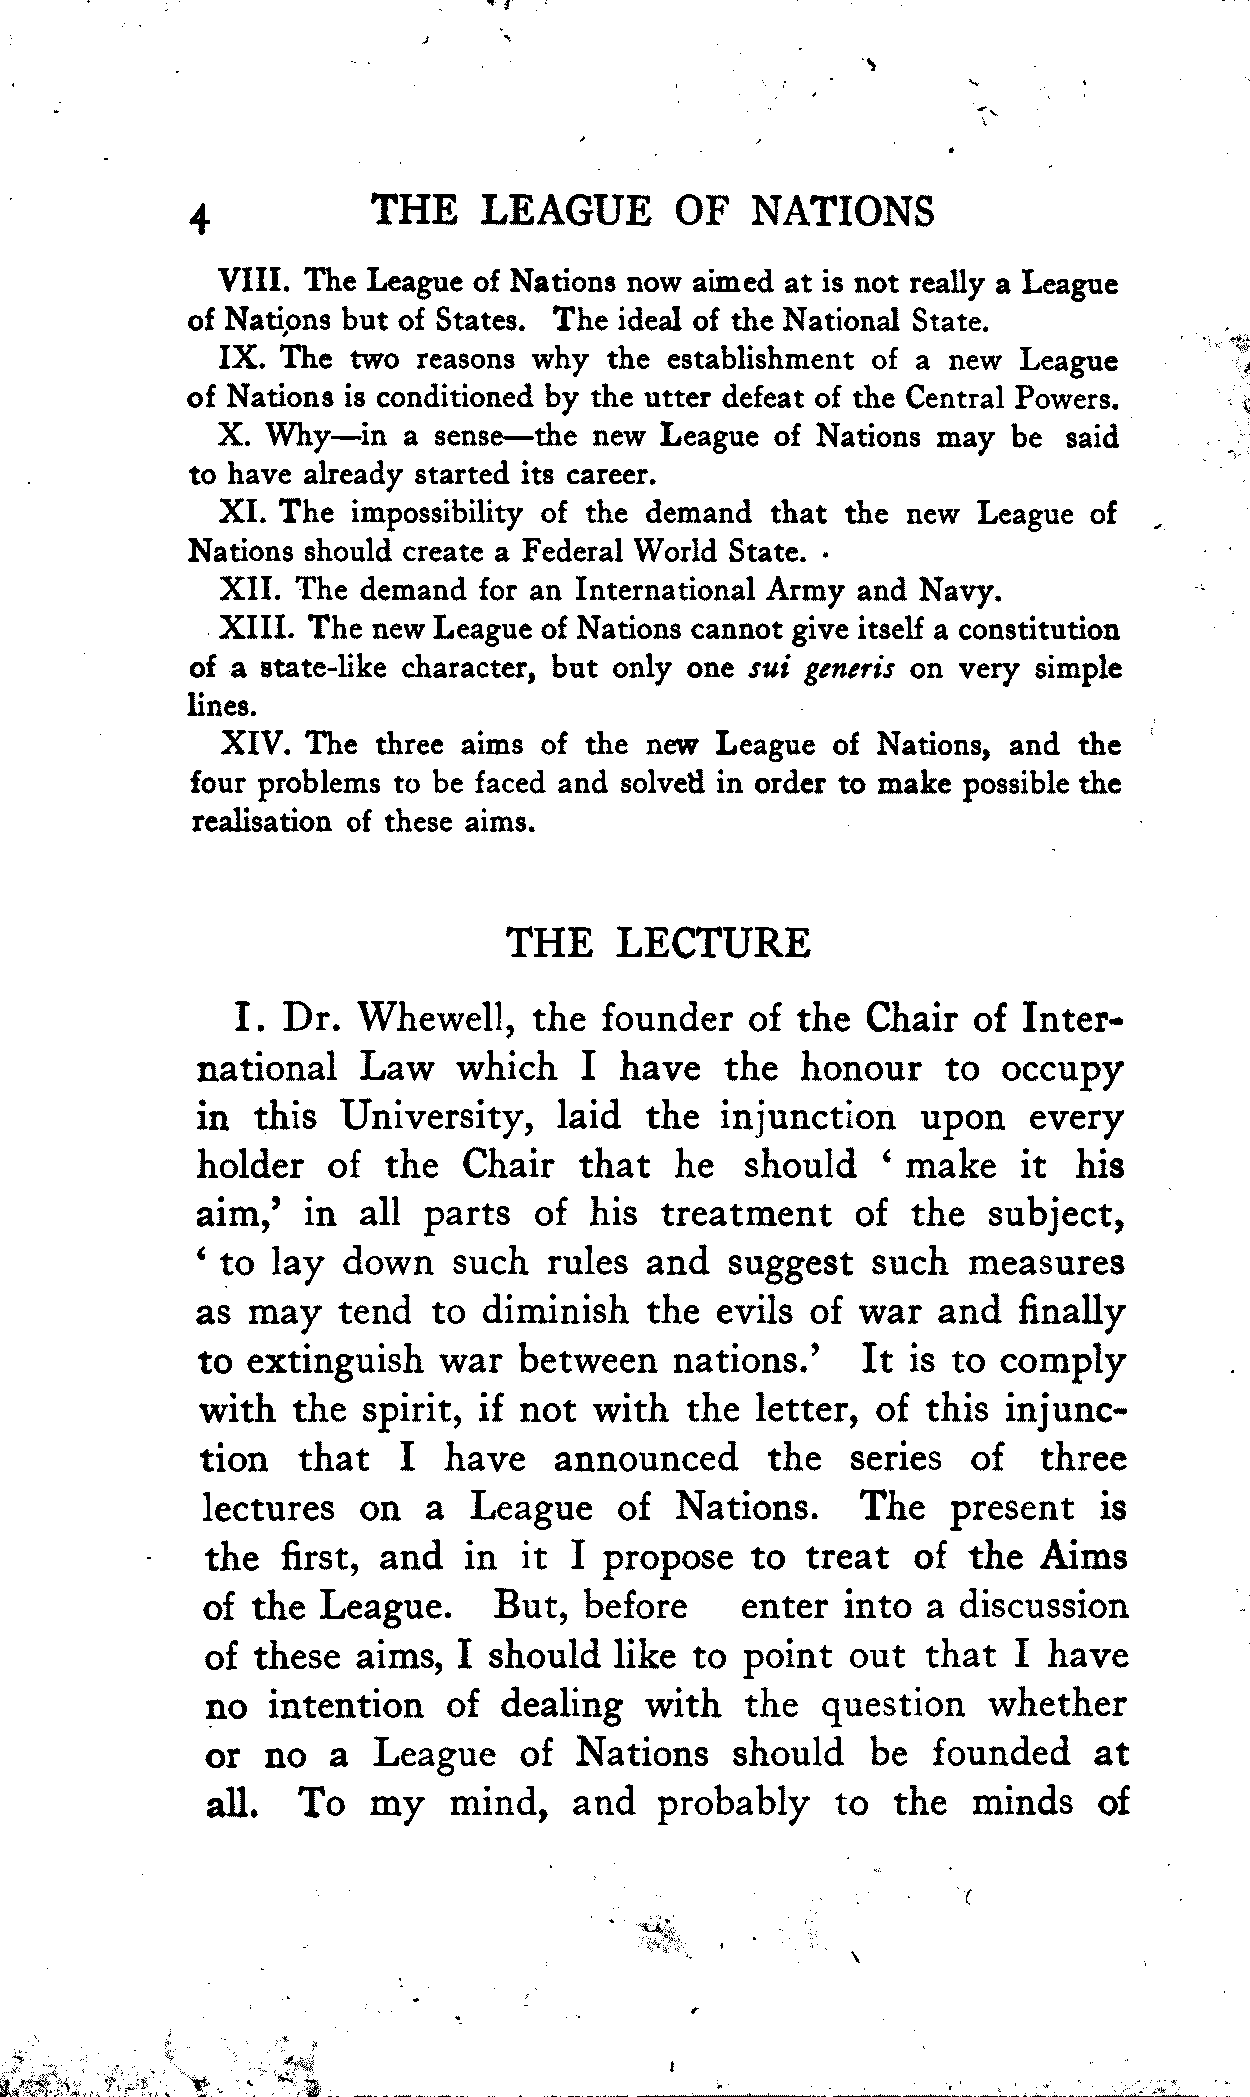 4 THE LEAGUE OF NATIONS
VIII. The League of Nations now aimed at is not really a League
of Nations but of States. The ideal of the National State.
IX. The two reasons why the establishment of a new League
of Nations is conditioned by the utter defeat of the Central Powers.
X. Why—in a sense—the new League of Nations may be said
to have already started its career.
XI. The impossibility of the demand that the new League of
Nations should create a Federal World State.
XII. The demand for an International Army and Navy.
XIII. The new League of Nations cannot give itself a constitution
of a state-like character, but only one sui generis on very simple
lines.
XIV. The three aims of the new League of Nations, and the
four problems to be faced and solved in order to make possible the
realisation of these aims.
THE LECTURE
I. Dr. Whewell, the founder of the Chair of Inter-
national Law which I have the honour to occupy
in this University, laid the injunction upon every
holder of the Chair that he should ‘ make it his
aim,’ in all parts of his treatment of the subject,
‘ to lay down such rules and suggest such measures
as may tend to diminish the evils of war and finally
to extinguish war between nations.’ It is to comply
with the spirit, if not with the letter, of this injunc-
tion that I have announced the series of three
lectures on a League of Nations. The present is
the first, and in it I propose to treat of the Aims
of the League. But, before enter into a discussion
of these aims, I should like to point out that I have
no intention of dealing with the question whether
or no a League of Nations should be founded at
all. To my mind, and probably to the minds of